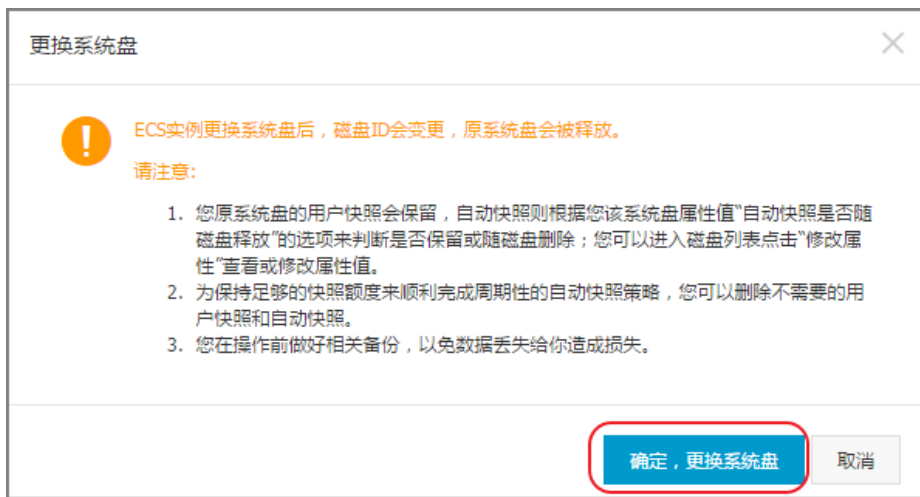 更换系统盘
ECS实例更换系统盘后，磁盘ID会变更，原系统盘会被释放。
请注意:
1. 您原系统盘的用户快照会保留，自动快照则根据您该系统盘属性值“自动快照是否随
磁盘释放”的选项来判断是否保留或随磁盘删除；您可以进入磁盘列表点击“修改属
性”查看或修改属性值。
2. 为保持足够的快照额度来顺利完成周期性的自动快照策略，您可以删除不需要的用
户快照和自动快照。
3. 您在操作前做好相关备份，以免数据丢失给你造成损失。
确定，更换系统盘
取消